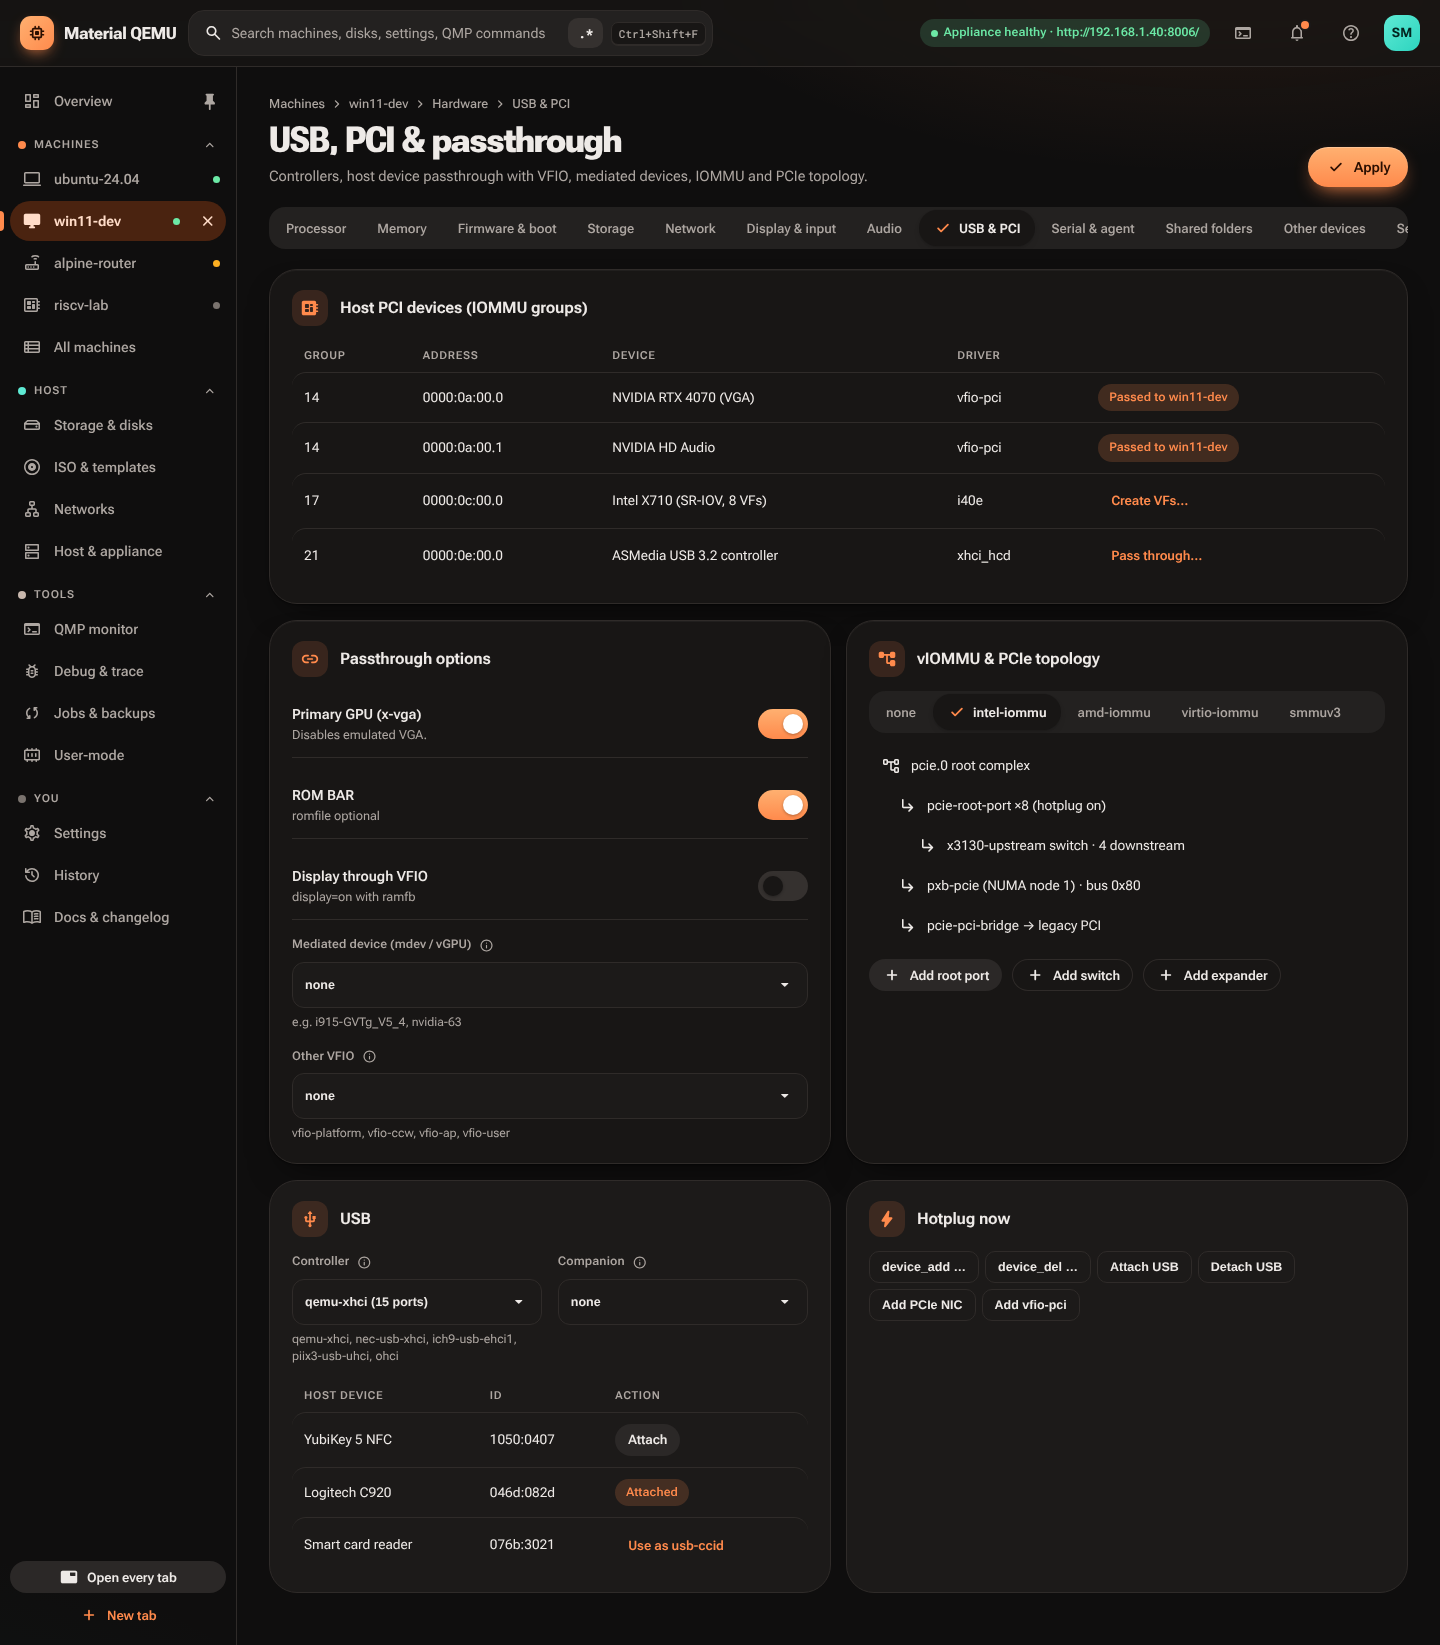 Material QEMU
Search machines, disks, settings, QMP commands
.*
Ctrl+Shift+F
Appliance healthy · http://192.168.1.40:8006/
SM
Overview
MACHINES
ubuntu-24.04
win11-dev
alpine-router
riscv-lab
All machines
HOST
Storage & disks
ISO & templates
Networks
Host & appliance
TOOLS
QMP monitor
Debug & trace
Jobs & backups
User-mode
YOU
Settings
History
Docs & changelog
Open every tab
New tab
Machines > win11-dev > Hardware > USB & PCI
USB, PCI & passthrough
Controllers, host device passthrough with VFIO, mediated devices, IOMMU and PCIe topology.
Apply
Processor Memory Firmware & boot Storage Network Display & input Audio USB & PCI Serial & agent Shared folders Other devices Se
Host PCI devices (IOMMU groups)
GROUP ADDRESS DEVICE DRIVER
14 0000:0a:00.0 NVIDIA RTX 4070 (VGA) vfio-pci Passed to win11-dev
14 0000:0a:00.1 NVIDIA HD Audio vfio-pci Passed to win11-dev
17 0000:0c:00.0 Intel X710 (SR-IOV, 8 VFs) i40e Create VFs...
21 0000:0e:00.0 ASMedia USB 3.2 controller xhci_hcd Pass through...
Passthrough options
Primary GPU (x-vga)
Disables emulated VGA.
ROM BAR
romfile optional
Display through VFIO
display=on with ramfb
Mediated device (mdev / vGPU)
none
e.g. i915-GVTg_V5_4, nvidia-63
Other VFIO
none
vfio-platform, vfio-ccw, vfio-ap, vfio-user
vIOMMU & PCIe topology
none intel-iommu amd-iommu virtio-iommu smmuv3
pcie.0 root complex
pcie-root-port ×8 (hotplug on)
x3130-upstream switch · 4 downstream
pxb-pcie (NUMA node 1) · bus 0x80
pcie-pci-bridge → legacy PCI
Add root port Add switch Add expander
USB
Controller Companion
qemu-xhci (15 ports) none
qemu-xhci, nec-usb-xhci, ich9-usb-ehci1,
piix3-usb-uhci, ohci
HOST DEVICE ID ACTION
YubiKey 5 NFC 1050:0407 Attach
Logitech C920 046d:082d Attached
Smart card reader 076b:3021 Use as usb-ccid
Hotplug now
device_add ... device_del ... Attach USB Detach USB
Add PCIe NIC Add vfio-pci